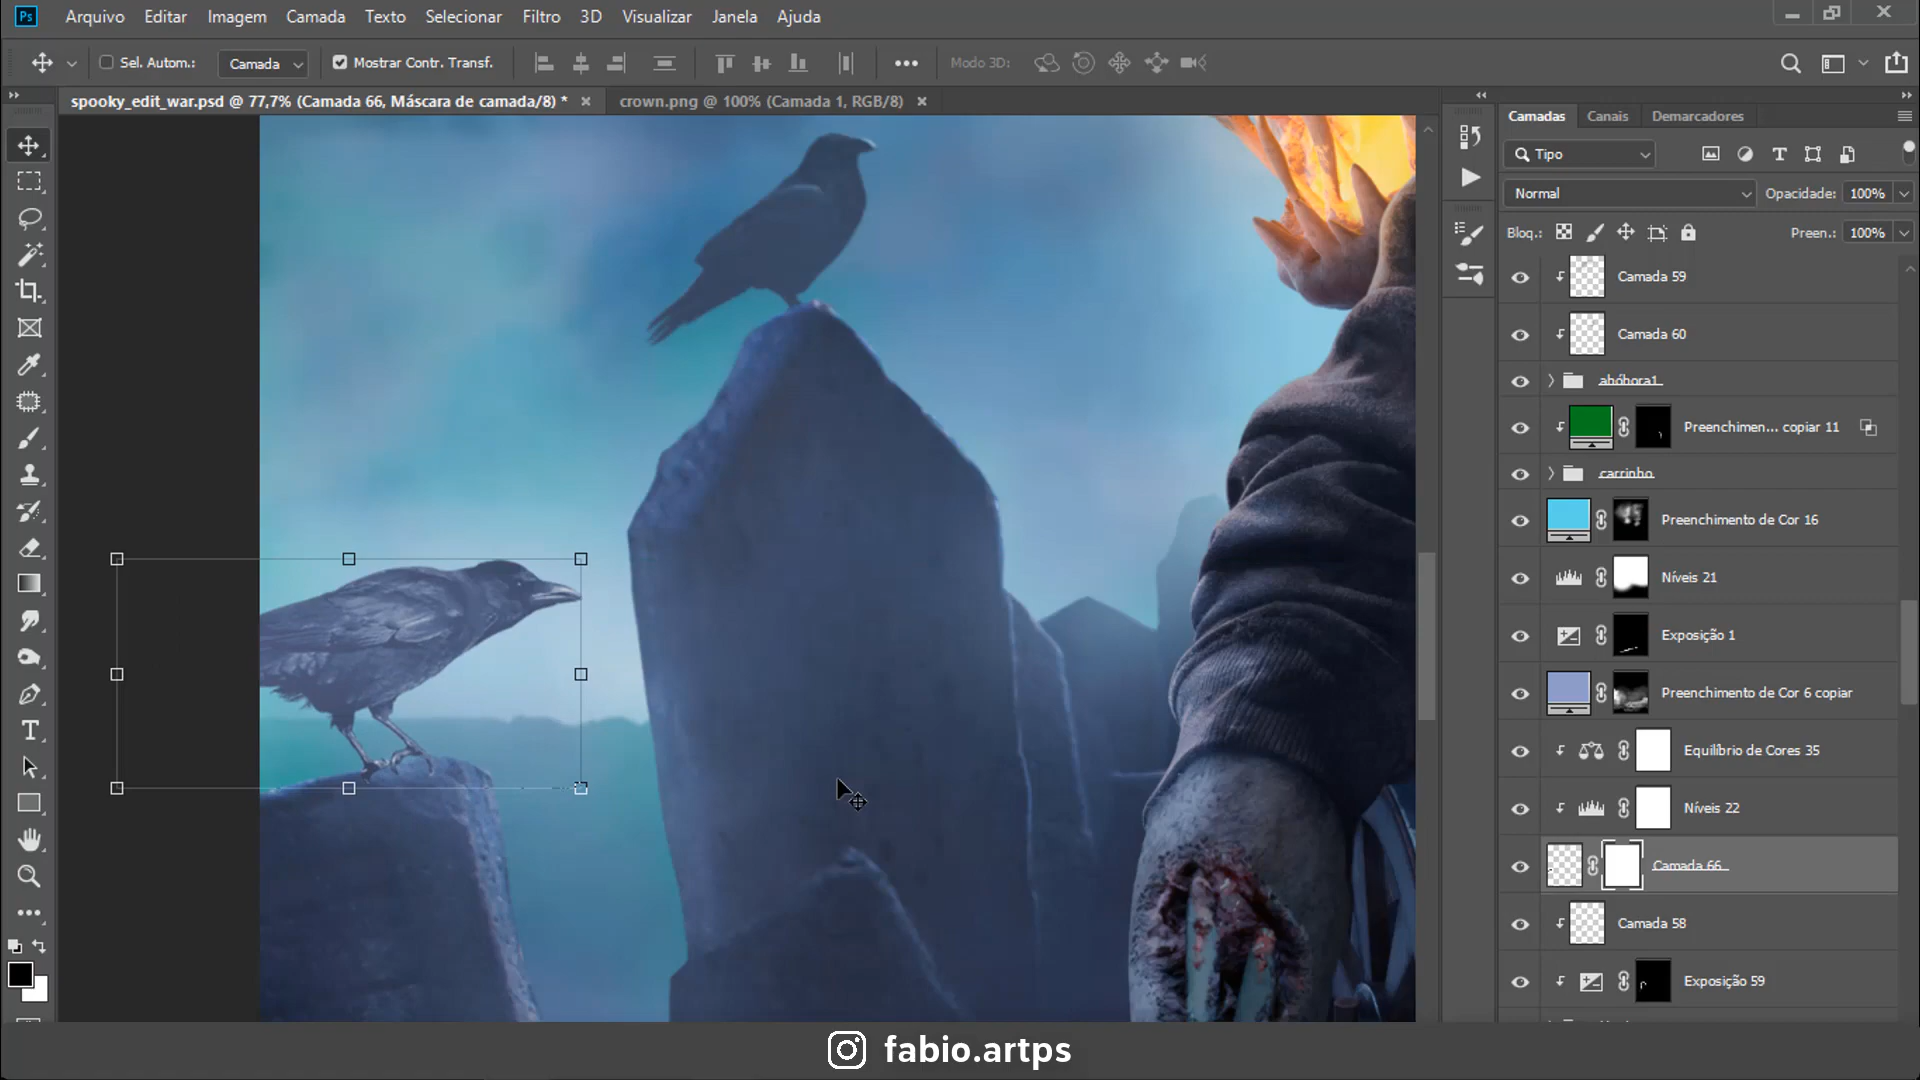 Ps
Arquivo Editar Imagem Camada Texto Selecionar Filtro 3D Visualizar Janela Ajuda
Sel. Autom.: Camada Mostrar Contr. Transf. Modo 3D:
spooky_edit_war.psd @ 77,7% (Camada 66, Máscara de camada/8) *
crown.png @ 100% (Camada 1, RGB/8)
Camadas Canais Demarcadores
Tipo
Normal Opacidade: 100%
Bloq.: Preen.: 100%
Camada 59
Camada 60
abóbora1
Preenchimen... copiar 11
carrinho
Preenchimento de Cor 16
Níveis 21
Exposição 1
Preenchimento de Cor 6 copiar
Equilíbrio de Cores 35
Níveis 22
Camada 66
Camada 58
Exposição 59
fabio.artps